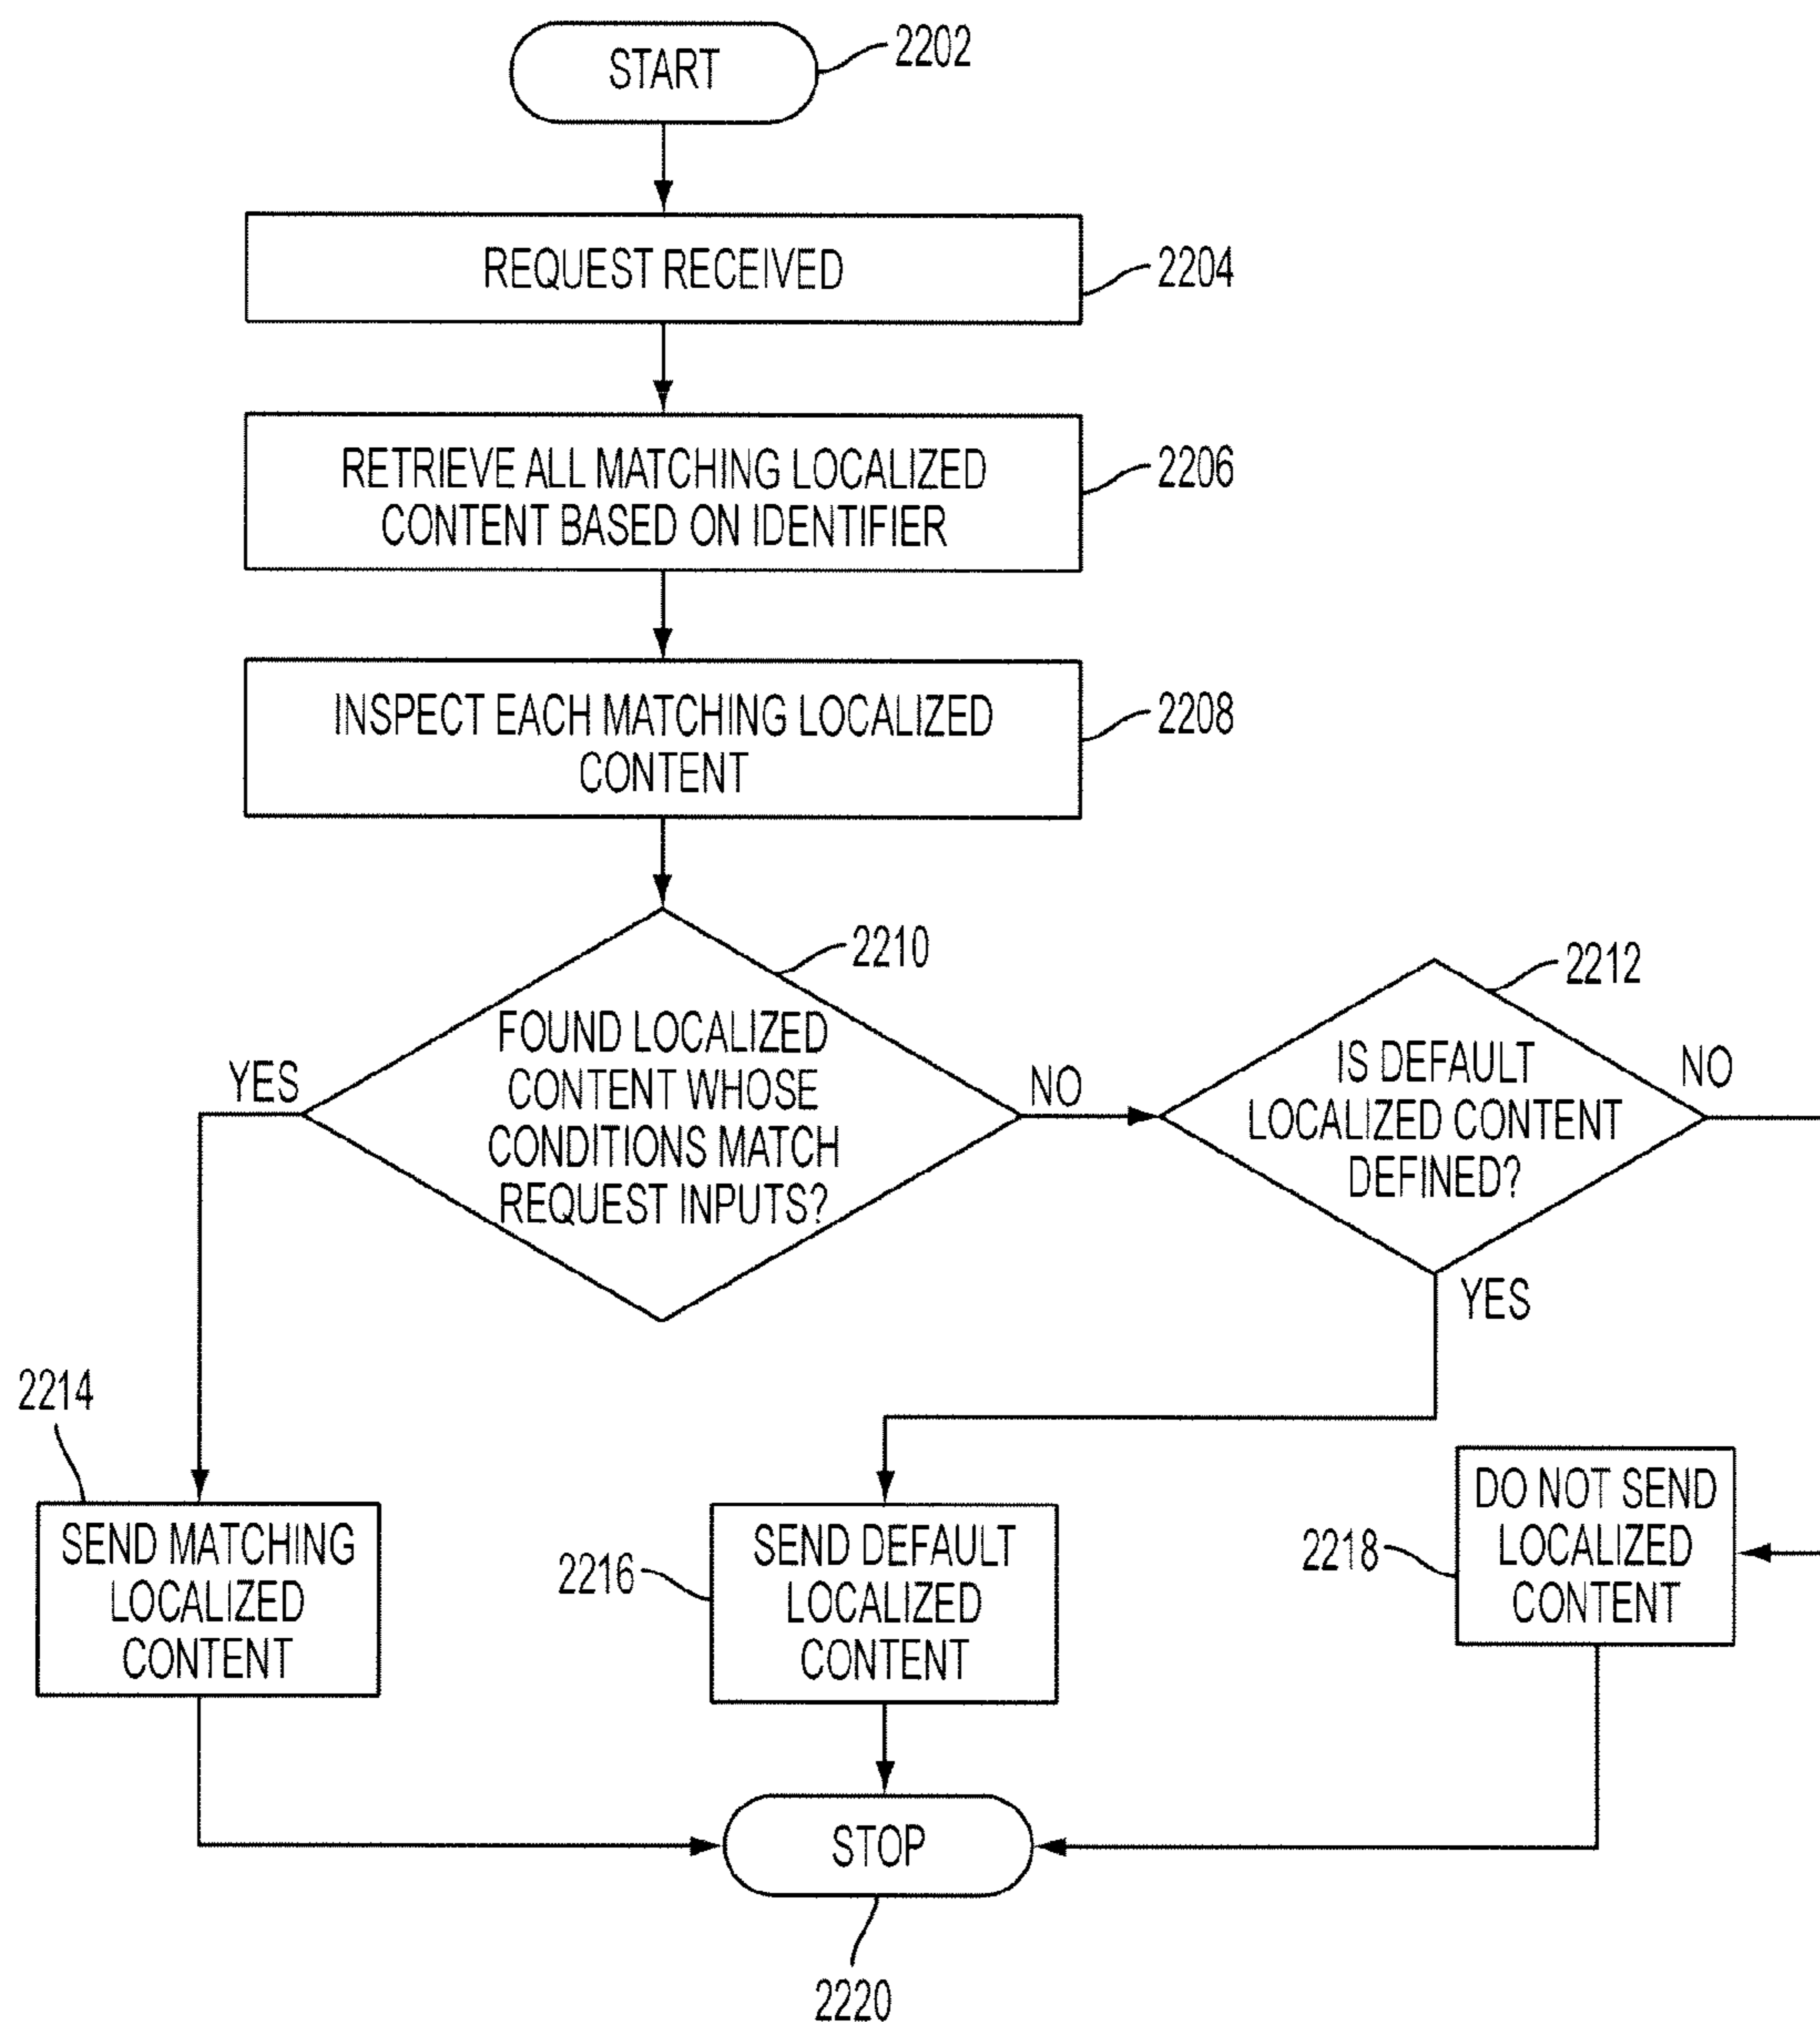 START
2202
REQUEST RECEIVED
2204
RETRIEVE ALL MATCHING LOCALIZED
CONTENT BASED ON IDENTIFIER
2206
INSPECT EACH MATCHING LOCALIZED
CONTENT
2208
2210
FOUND LOCALIZED
CONTENT WHOSE
CONDITIONS MATCH
REQUEST INPUTS?
YES
NO
2212
IS DEFAULT
LOCALIZED CONTENT
DEFINED?
NO
YES
2214
SEND MATCHING
LOCALIZED
CONTENT
2216
SEND DEFAULT
LOCALIZED
CONTENT
2218
DO NOT SEND
LOCALIZED
CONTENT
STOP
2220